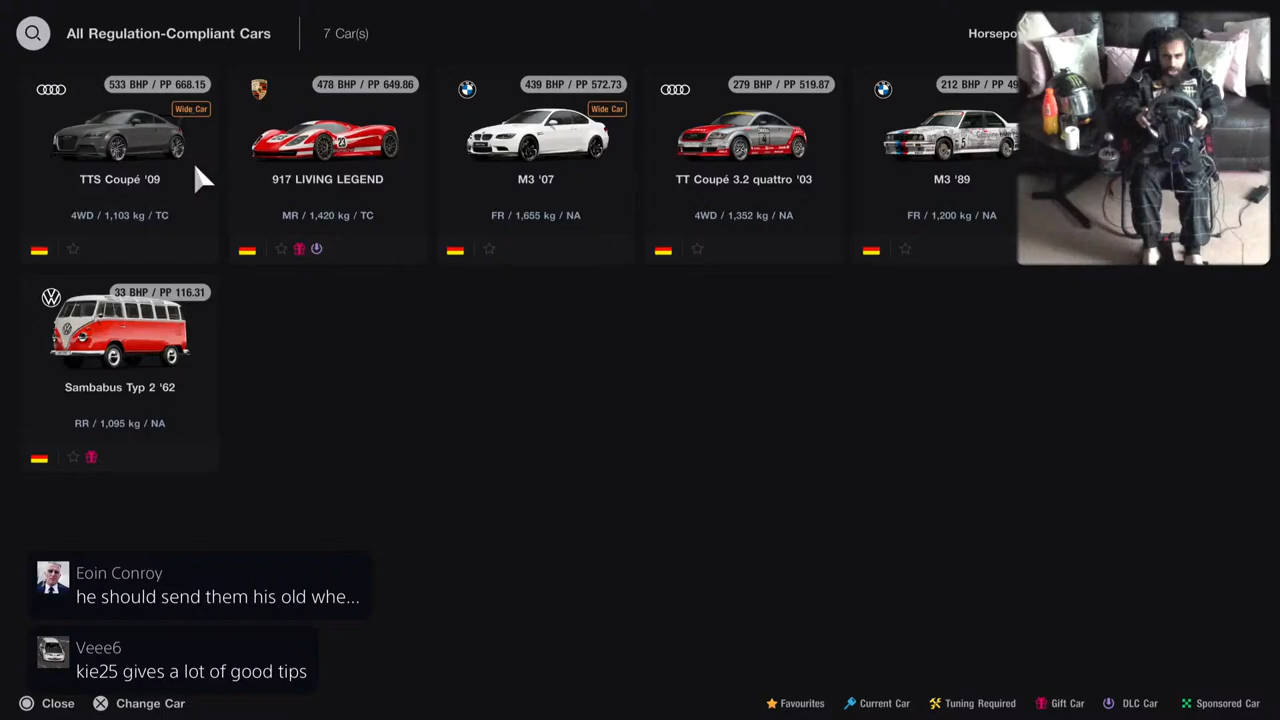 All Regulation-Compliant Cars
7 Car(s)
533 BHP / PP 668.15
Wide Car
TTS Coupé '09
4WD / 1,103 kg / TC
478 BHP / PP 649.86
917 LIVING LEGEND
MR / 1,420 kg / TC
439 BHP / PP 572.73
Wide Car
M3 '07
FR / 1,655 kg / NA
279 BHP / PP 519.87
TT Coupé 3.2 quattro '03
4WD / 1,352 kg / NA
212 BHP / PP
M3 '89
FR / 1,200 kg / NA
33 BHP / PP 116.31
Sambabus Typ 2 '62
RR / 1,095 kg / NA
Eoin Conroy
he should send them his old whe...
Veee6
kie25 gives a lot of good tips
Close
Change Car
Favourites
Current Car
Tuning Required
Gift Car
DLC Car
Sponsored Car